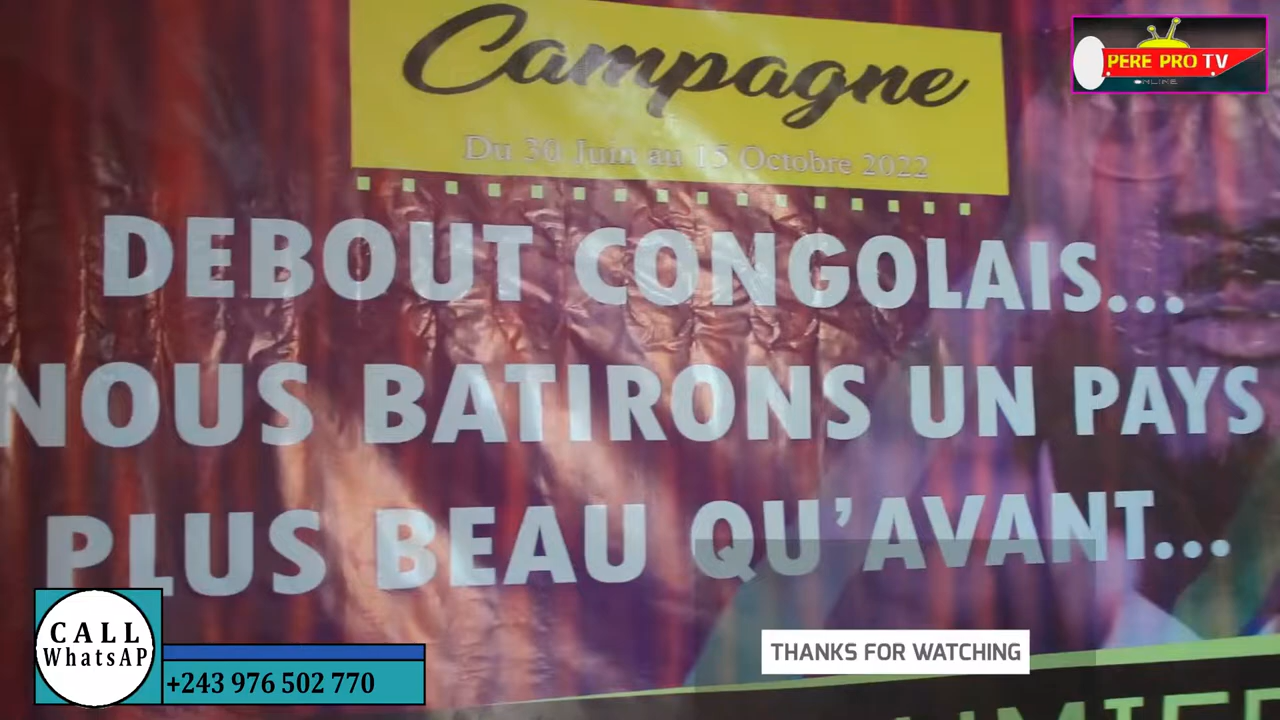 Campagne
Du 30 Juin au 15 Octobre 2022
DEBOUT CONGOLAIS...
NOUS BATIRONS UN PAYS
PLUS BEAU QU'AVANT...
PERE PRO TV
ONLINE
CALL
WhatsAP
+243 976 502 770
THANKS FOR WATCHING